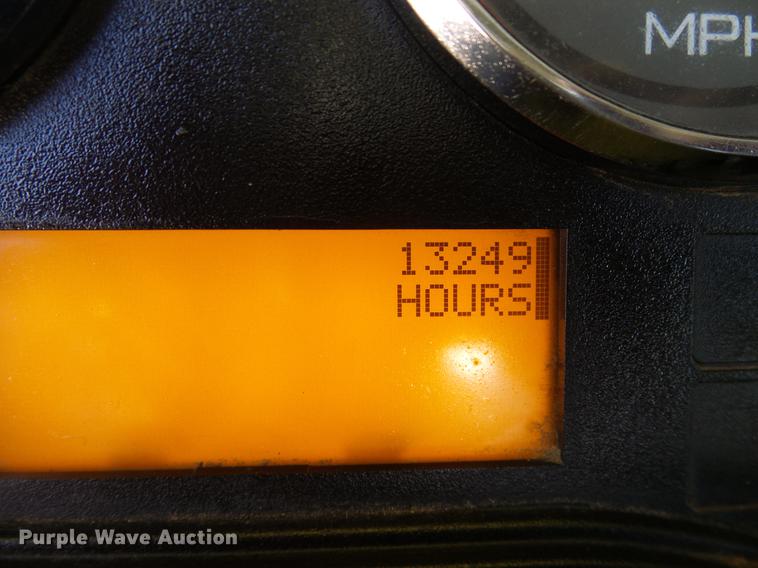 MPH
13249
HOURS
Purple Wave Auction